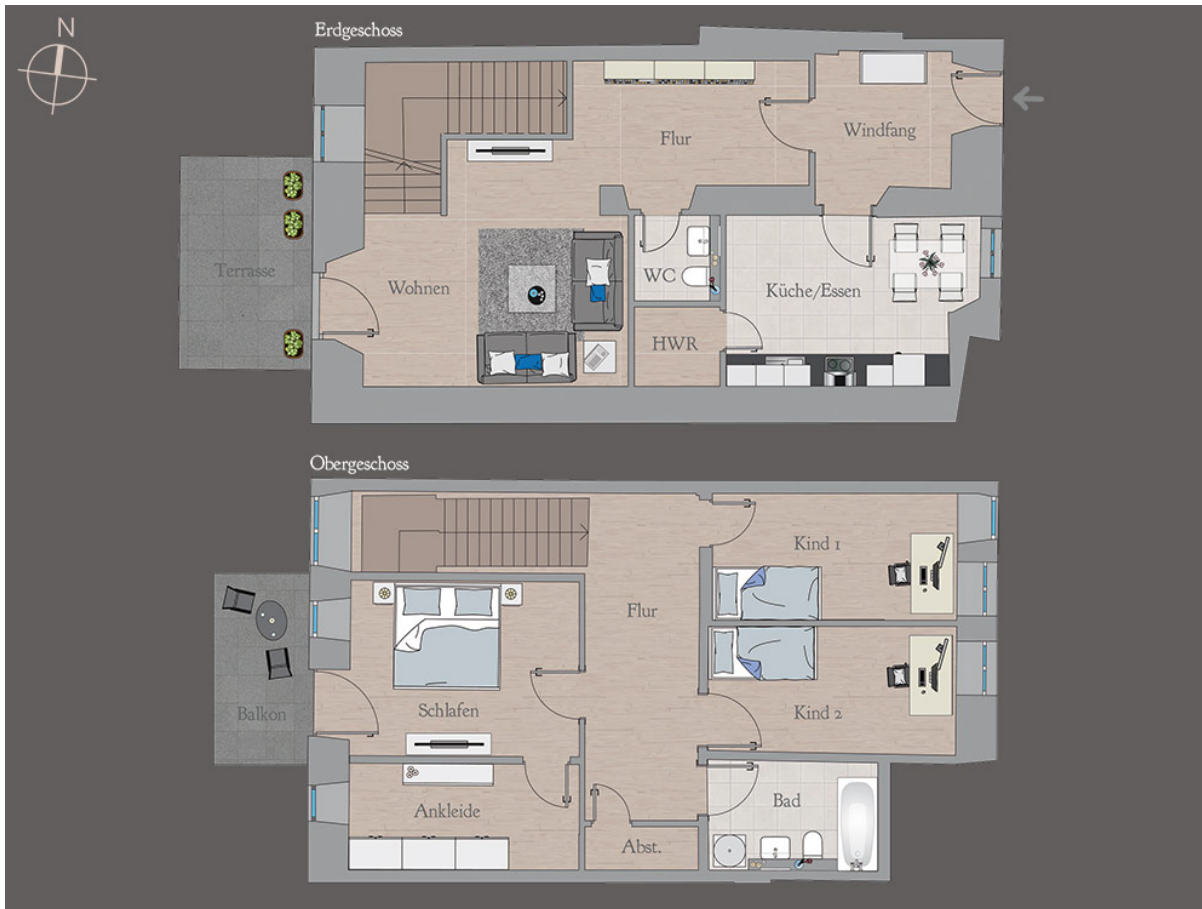 N
Erdgeschoss
Flur
Windfang
Terrasse
Wohnen
WC
Küche/Essen
HWR
Obergeschoss
Kind 1
Flur
Balkon
Schlafen
Kind 2
Ankleide
Bad
Abst.